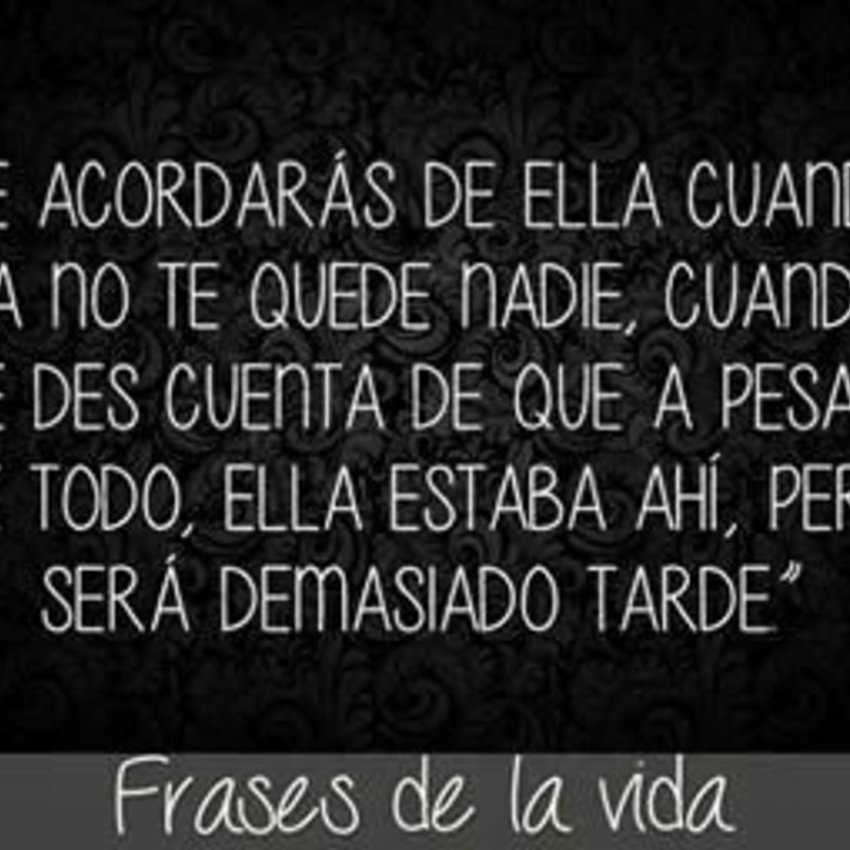 E ACORDARÁS DE ELLA CUAND
A NO TE QUEDE NADIE, CUAND
E DES CUENTA DE QUE A PESA
E TODO, ELLA ESTABA AHÍ, PER
SERÁ DEMASIADO TARDE."
Frases de la vida